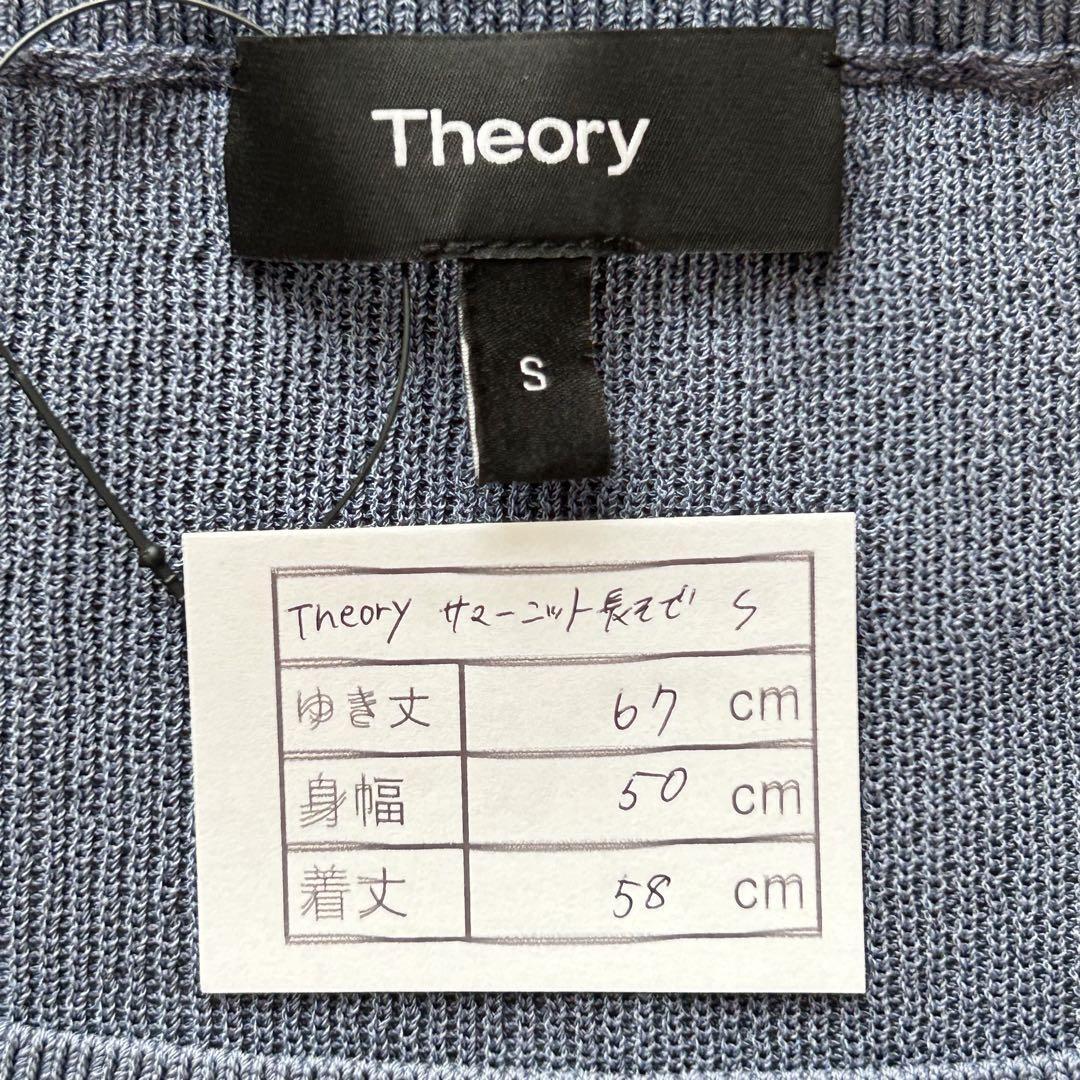 Theory
S
Theory サマーニット長そで S
ゆき丈 67 cm
身幅 50 cm
着丈 58 cm